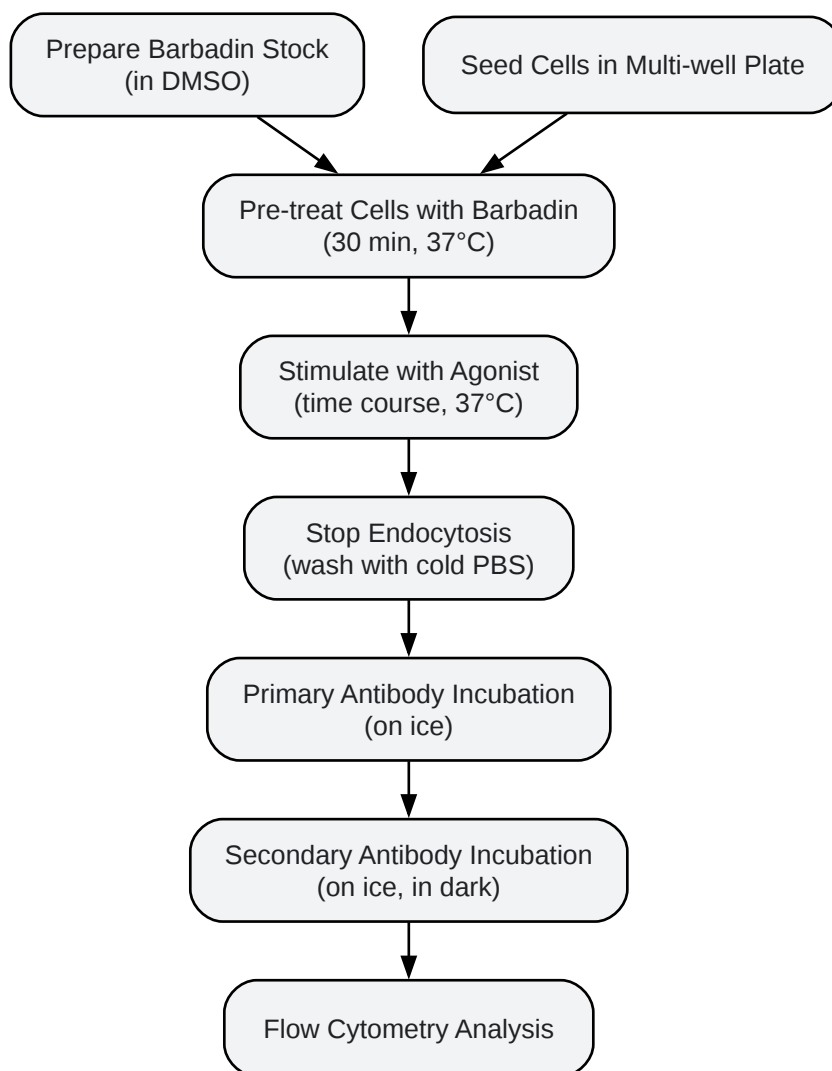 Prepare Barbadin Stock
(in DMSO)
Seed Cells in Multi-well Plate
Pre-treat Cells with Barbadin
(30 min, 37°C)
Stimulate with Agonist
(time course, 37°C)
Stop Endocytosis
(wash with cold PBS)
Primary Antibody Incubation
(on ice)
Secondary Antibody Incubation
(on ice, in dark)
Flow Cytometry Analysis